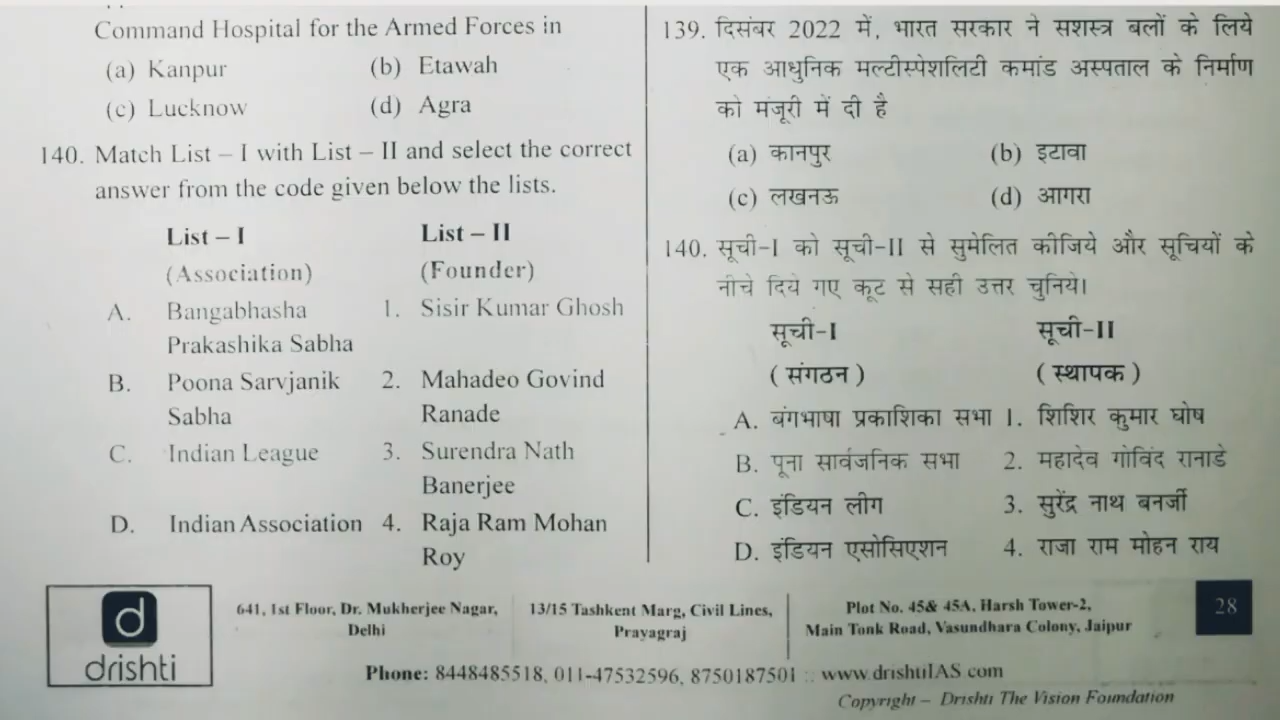 Command Hospital for the Armed Forces in
(a) Kanpur (b) Etawah
(c) Lucknow (d) Agra
140. Match List – I with List – II and select the correct
answer from the code given below the lists.
List – I List – II
(Association) (Founder)
A. Bangabhasha 1. Sisir Kumar Ghosh
Prakashika Sabha
B. Poona Sarvjanik 2. Mahadeo Govind
Sabha Ranade
C. Indian League 3. Surendra Nath
Banerjee
D. Indian Association 4. Raja Ram Mohan
Roy
139. दिसंबर 2022 में, भारत सरकार ने सशस्त्र बलों के लिये
एक आधुनिक मल्टीस्पेशलिटी कमांड अस्पताल के निर्माण
को मंजूरी में दी है
(a) कानपुर (b) इटावा
(c) लखनऊ (d) आगरा
140. सूची-I को सूची-II से सुमेलित कीजिये और सूचियों के
नीचे दिये गए कूट से सही उत्तर चुनिये।
सूची-I सूची-II
( संगठन ) ( स्थापक )
A. बंगभाषा प्रकाशिका सभा 1. शिशिर कुमार घोष
B. पूना सार्वजनिक सभा 2. महादेव गोविंद रानाडे
C. इंडियन लीग 3. सुरेंद्र नाथ बनर्जी
D. इंडियन एसोसिएशन 4. राजा राम मोहन राय
d
drishti
641, 1st Floor, Dr. Mukherjee Nagar,
Delhi
13/15 Tashkent Marg, Civil Lines,
Prayagraj
Plot No. 45& 45A, Harsh Tower-2,
Main Tonk Road, Vasundhara Colony, Jaipur
28
Phone: 8448485518, 011-47532596, 8750187501 :: www.drishtiIAS.com
Copyright – Drishti The Vision Foundation